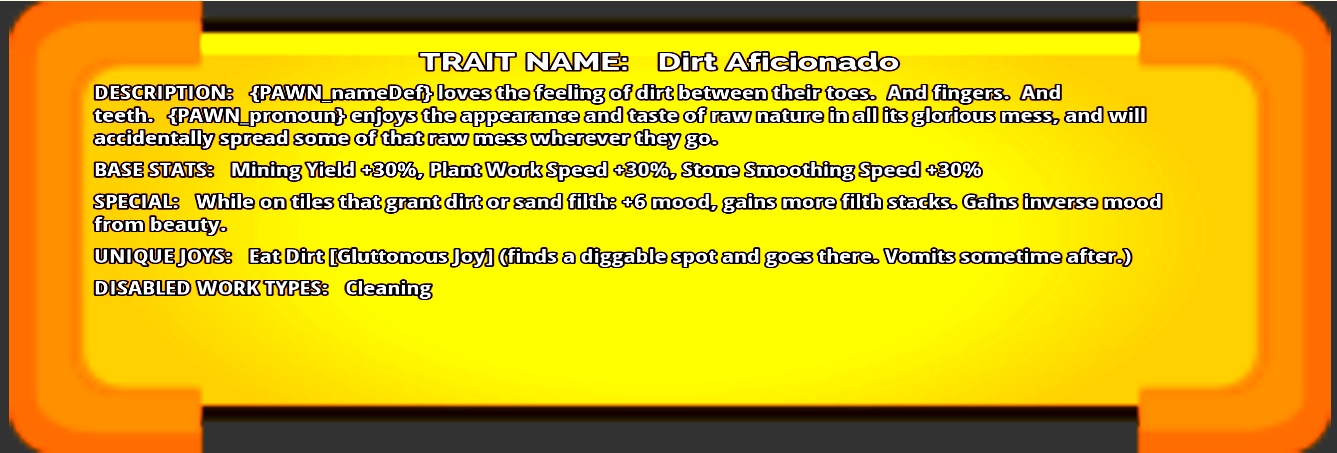 TRAIT NAME:   Dirt Aficionado
DESCRIPTION:   {PAWN_nameDef} loves the feeling of dirt between their toes.  And fingers.  And
teeth.   {PAWN_pronoun} enjoys the appearance and taste of raw nature in all its glorious mess, and will
accidentally spread some of that raw mess wherever they go.
BASE STATS:   Mining Yield +30%, Plant Work Speed +30%, Stone Smoothing Speed +30%
SPECIAL:   While on tiles that grant dirt or sand filth: +6 mood, gains more filth stacks. Gains inverse mood
from beauty.
UNIQUE JOYS:   Eat Dirt [Gluttonous Joy] (finds a diggable spot and goes there. Vomits sometime after.)
DISABLED WORK TYPES:   Cleaning